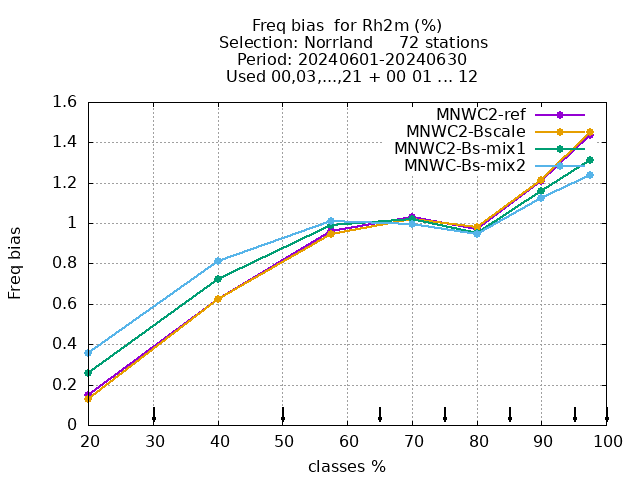 Freq bias  for Rh2m (%)
Selection: Norrland     72 stations
Period: 20240601-20240630
Used 00,03,...,21 + 00 01 ... 12
MNWC2-ref
MNWC2-Bscale
MNWC2-Bs-mix1
MNWC-Bs-mix2
1.6
1.4
1.2
1
0.8
0.6
0.4
0.2
0
Freq bias
20 30 40 50 60 70 80 90 100
classes %